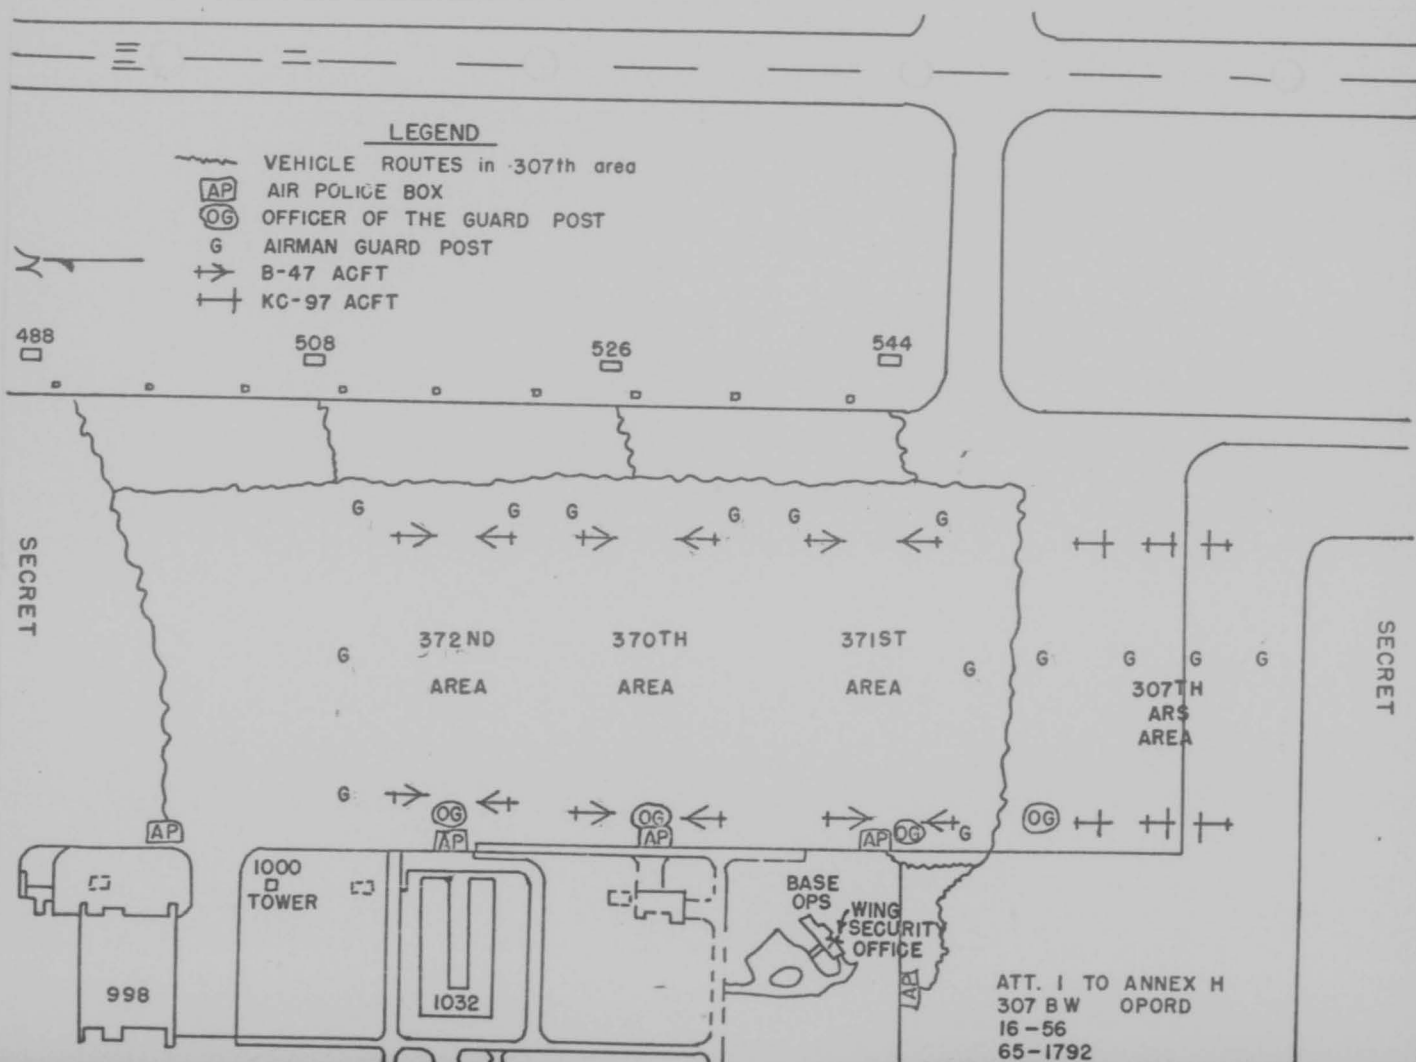 LEGEND
VEHICLE ROUTES in 307th area
AP AIR POLICE BOX
OG OFFICER OF THE GUARD POST
G AIRMAN GUARD POST
B-47 ACFT
KC-97 ACFT
488
508
526
544
G
G
G
G
G
G
SECRET
SECRET
372ND
AREA
370TH
AREA
371ST
AREA
G
G
G
G
G
G
307TH
ARS
AREA
G
OG
OG
OG
G
OG
AP
AP
AP
AP
1000
TOWER
BASE
OPS
WING
SECURITY
OFFICE
998
1032
AP
ATT. 1 TO ANNEX H
307 BW OPORD
16-56
65-1792